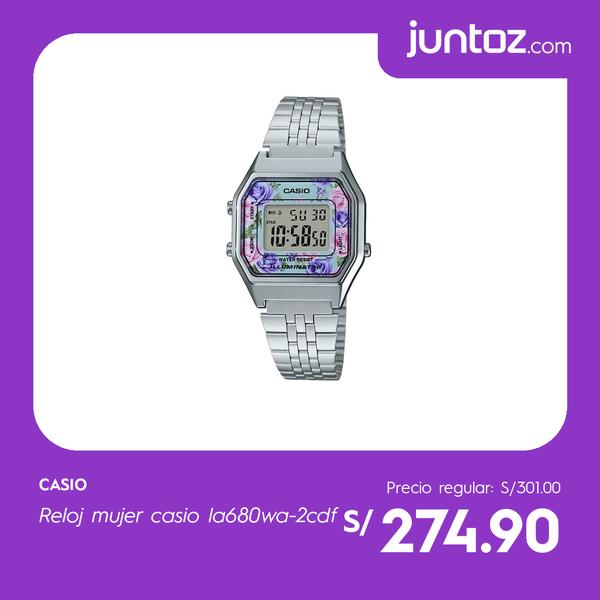 juntoz.com
CASIO
SU 30
PM
10:58 50
WATER RESIST
ILLUMINATOR
CASIO
Precio regular: S/301.00
Reloj mujer casio la680wa-2cdf
S/ 274.90